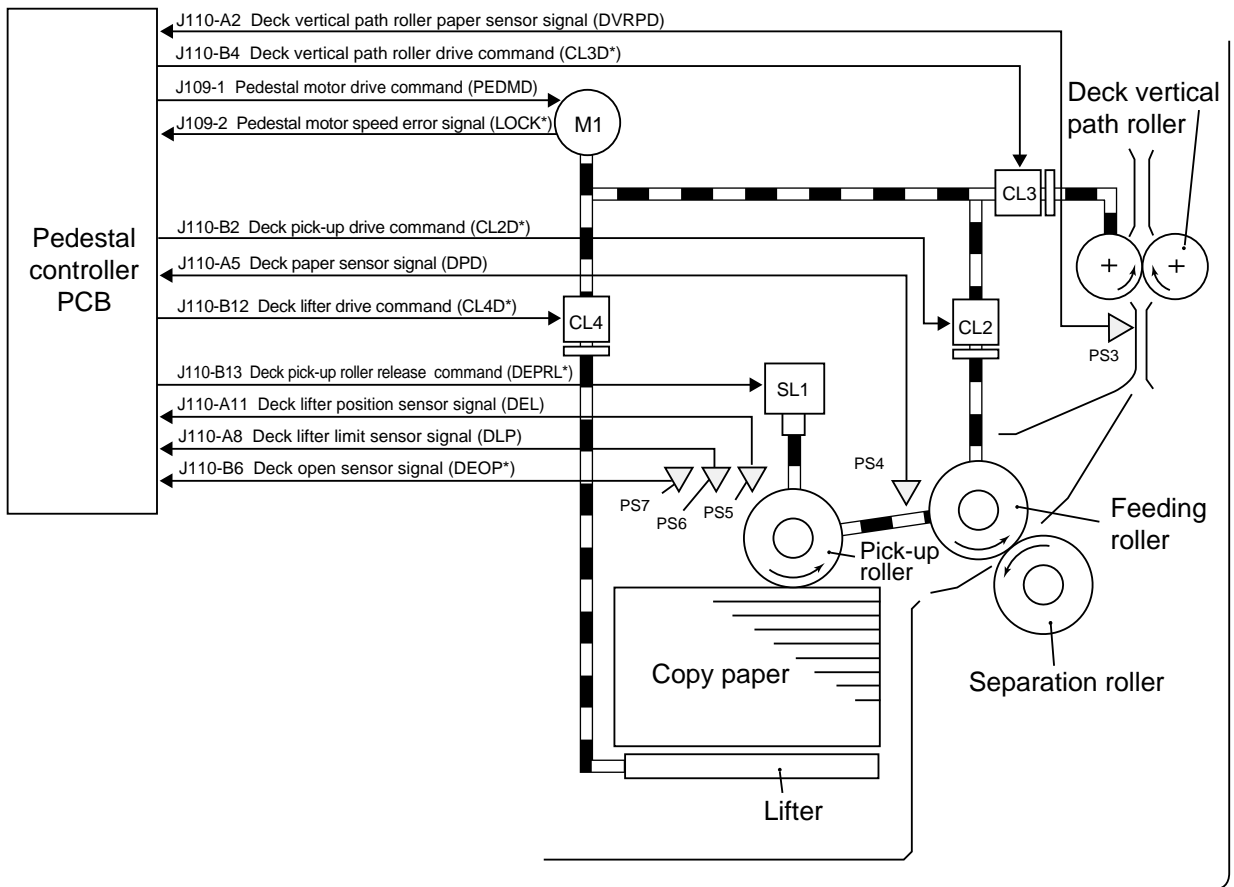 J110-A2 Deck vertical path roller paper sensor signal (DVRPD)
J110-B4 Deck vertical path roller drive command (CL3D*)
J109-1 Pedestal motor drive command (PEDMD)
J109-2 Pedestal motor speed error signal (LOCK*)
M1
Deck vertical
path roller
CL3
Pedestal
controller
PCB
J110-B2 Deck pick-up drive command (CL2D*)
J110-A5 Deck paper sensor signal (DPD)
J110-B12 Deck lifter drive command (CL4D*)
CL4
CL2
PS3
J110-B13 Deck pick-up roller release command (DEPRL*)
SL1
J110-A11 Deck lifter position sensor signal (DEL)
J110-A8 Deck lifter limit sensor signal (DLP)
J110-B6 Deck open sensor signal (DEOP*)
PS7
PS6
PS5
PS4
Feeding
roller
Pick-up
roller
Copy paper
Separation roller
Lifter